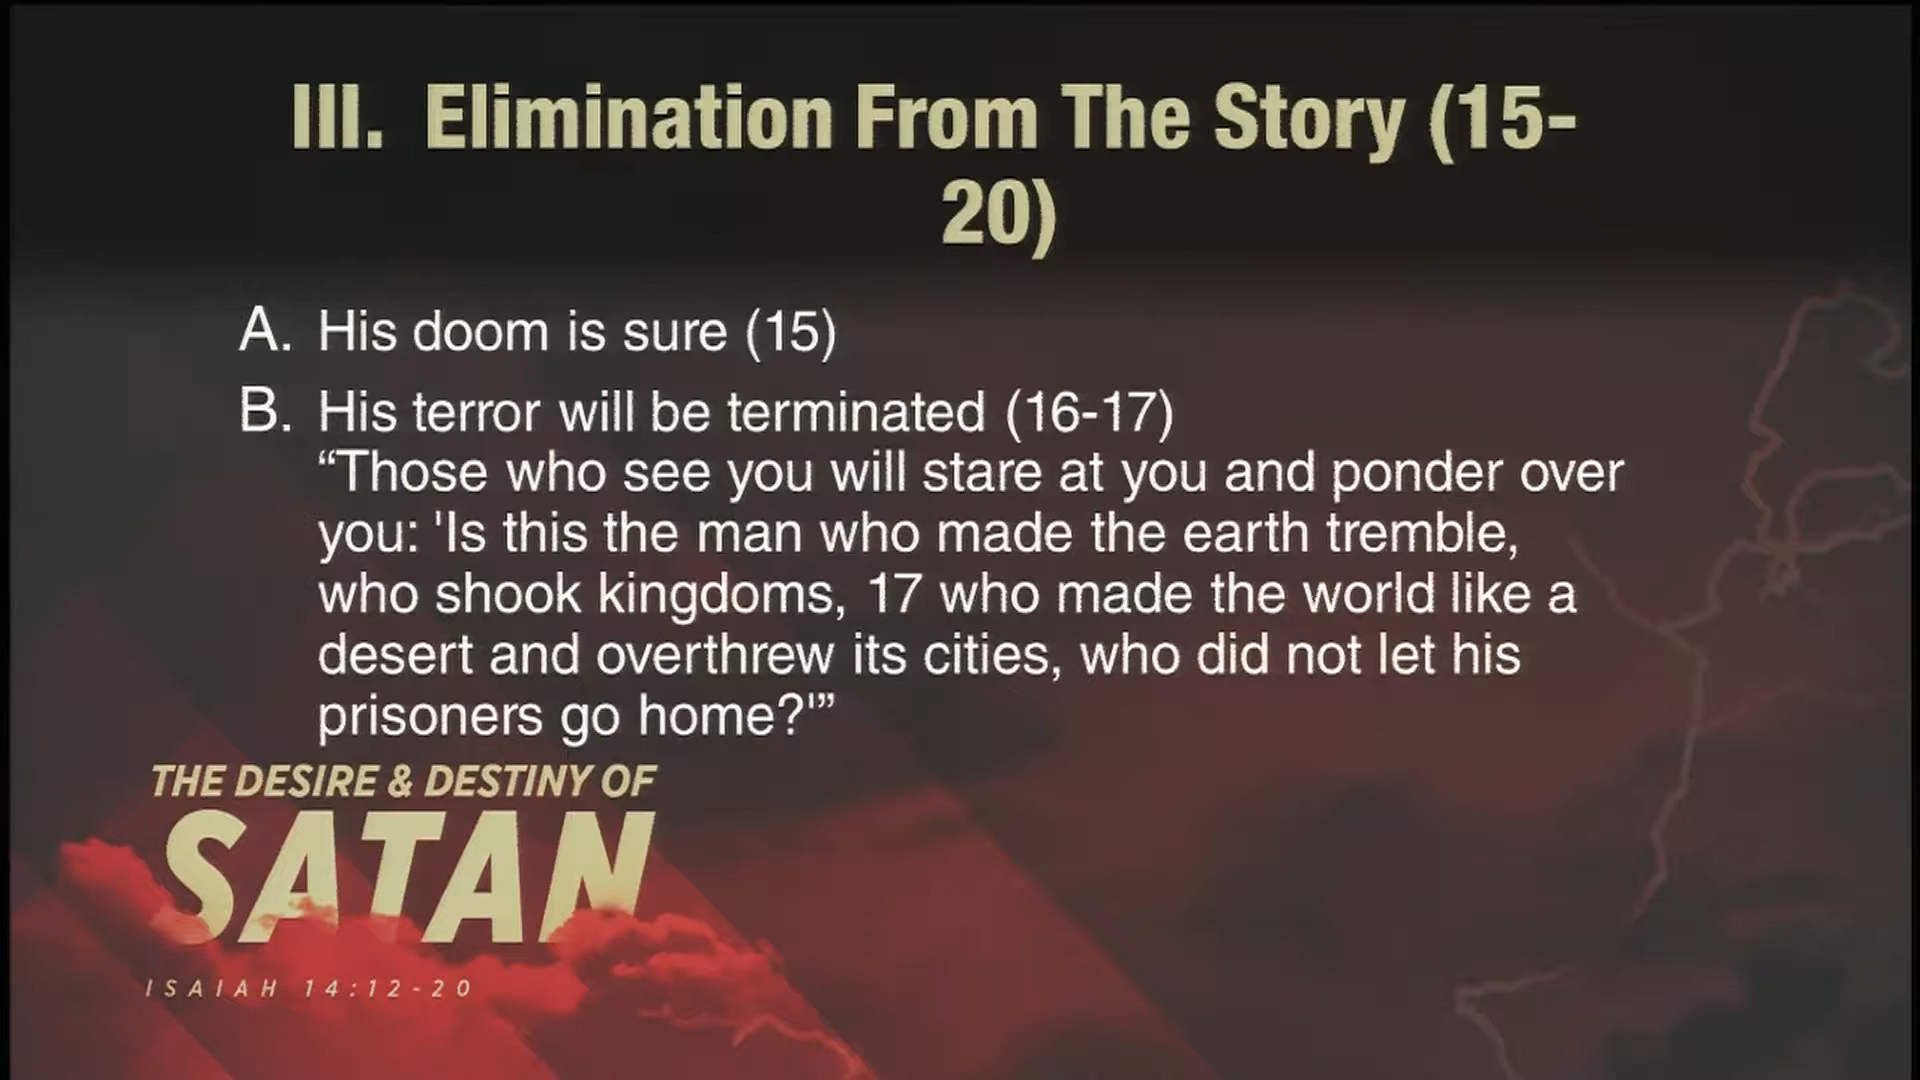 III. Elimination From The Story (15-
20)
A. His doom is sure (15)
B. His terror will be terminated (16-17)
“Those who see you will stare at you and ponder over
you: 'Is this the man who made the earth tremble,
who shook kingdoms, 17 who made the world like a
desert and overthrew its cities, who did not let his
prisoners go home?'”
THE DESIRE & DESTINY OF
SATAN
ISAIAH 14:12-20